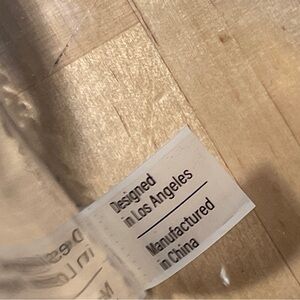 Designed
in Los Angeles
Manufactured
in China